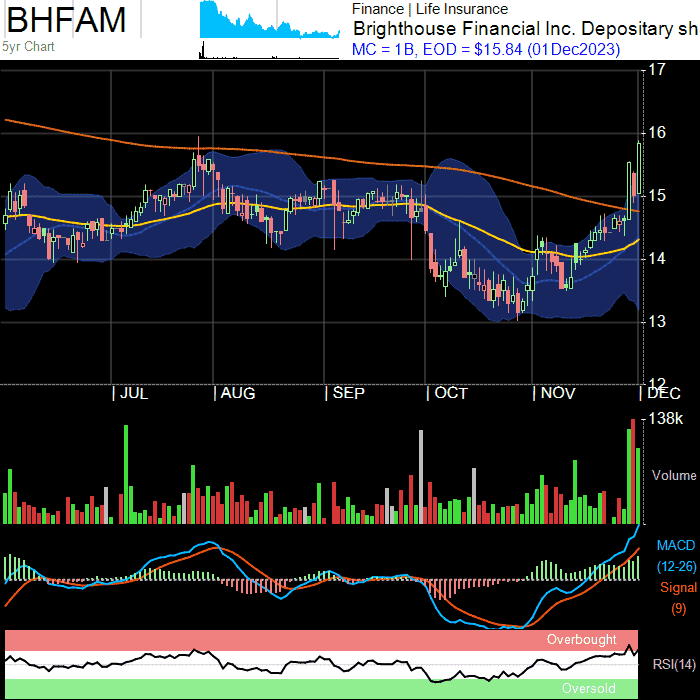 BHFAM
5yr Chart
Finance | Life Insurance
Brighthouse Financial Inc. Depositary sh
MC = 1B, EOD = $15.84 (01Dec2023)
17
16
15
14
13
12
| JUL | AUG | SEP | OCT | NOV | DEC
138k
Volume
MACD
(12-26)
Signal
(9)
Overbought
RSI(14)
Oversold